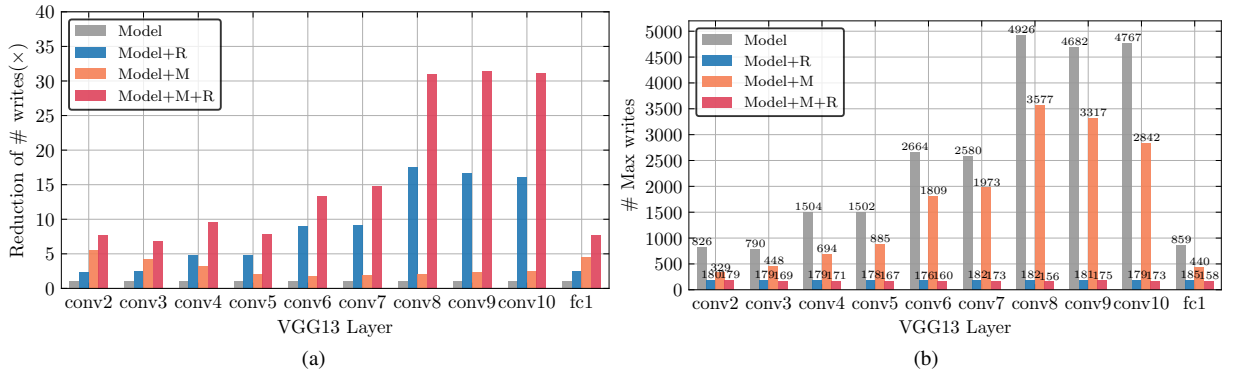 Reduction of # writes(×)
40
35
30
25
20
15
10
5
0
Model
Model+R
Model+M
Model+M+R
conv2 conv3 conv4 conv5 conv6 conv7 conv8 conv9 conv10 fc1
VGG13 Layer
(a)
# Max writes
5000
4500
4000
3500
3000
2500
2000
1500
1000
500
0
Model
Model+R
Model+M
Model+M+R
826 790 1504 1502 2664 2580 4926 4682 4767 859
329 448 694 885 1809 1973 3577 3317 2842 440
180 179 179 169 179 171 178 167 176 160 182 173 182 156 181 175 179 173 185 158
conv2 conv3 conv4 conv5 conv6 conv7 conv8 conv9 conv10 fc1
VGG13 Layer
(b)